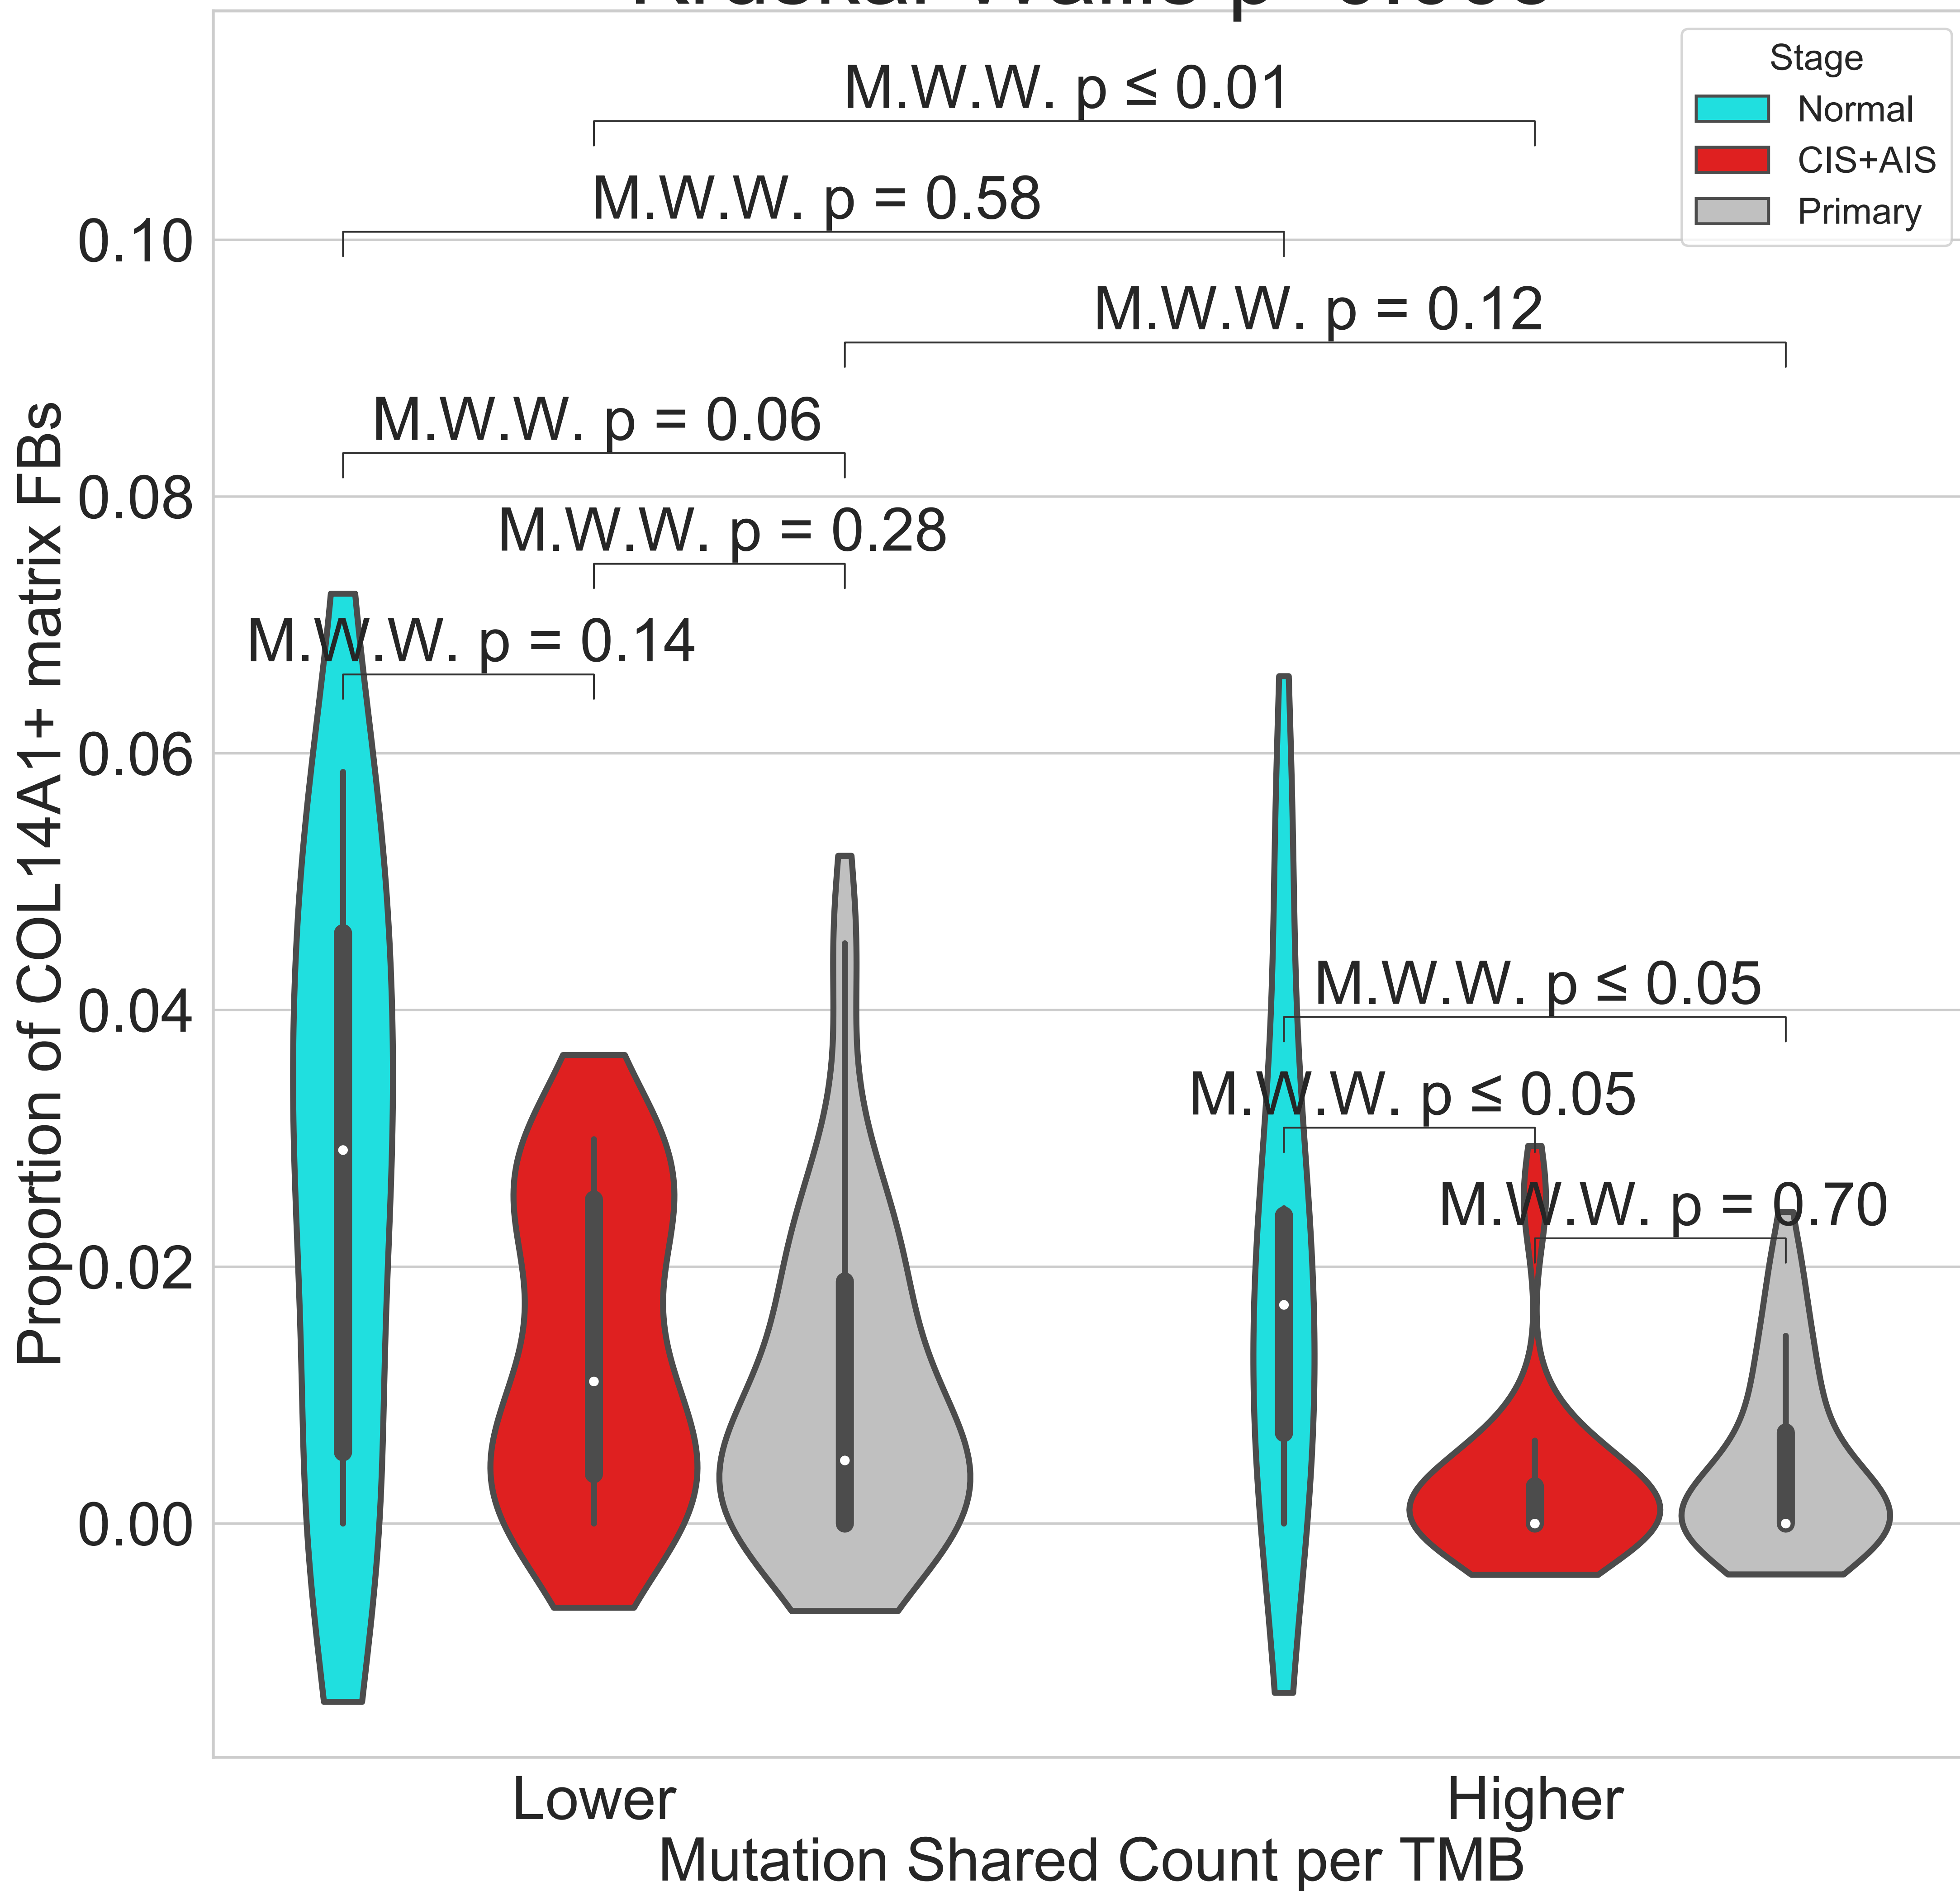 Stage
Normal
CIS+AIS
Primary
M.W.W. p ≤ 0.01
M.W.W. p = 0.58
M.W.W. p = 0.12
M.W.W. p = 0.06
M.W.W. p = 0.28
M.W.W. p = 0.14
M.W.W. p ≤ 0.05
M.W.W. p ≤ 0.05
M.W.W. p = 0.70
0.10
0.08
0.06
0.04
0.02
0.00
Proportion of COL14A1+ matrix FBs
Lower
Higher
Mutation Shared Count per TMB